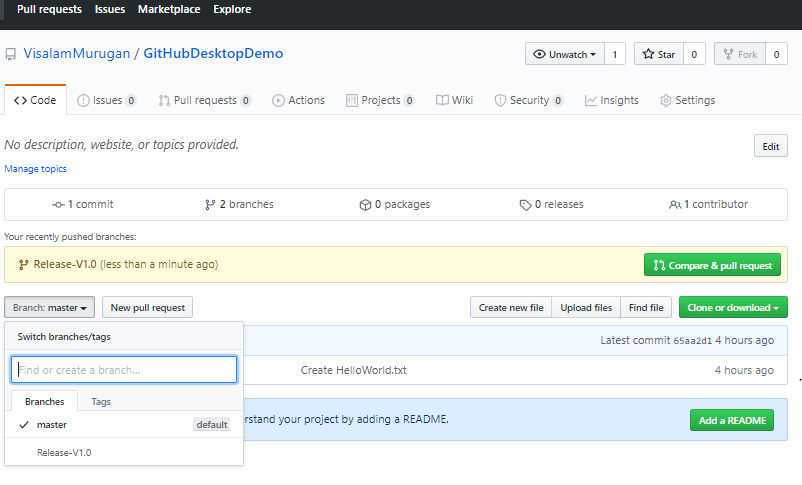 Pull requests Issues Marketplace Explore
VisalamMurugan / GitHubDesktopDemo
Unwatch 1 Star 0 Fork 0
Code Issues 0 Pull requests 0 Actions Projects 0 Wiki Security 0 Insights Settings
No description, website, or topics provided.
Edit
Manage topics
1 commit 2 branches 0 packages 0 releases 1 contributor
Your recently pushed branches:
Release-V1.0 (less than a minute ago) Compare & pull request
Branch: master New pull request Create new file Upload files Find file Clone or download
Switch branches/tags
Latest commit 65aa2d1 4 hours ago
Find or create a branch...
Create HelloWorld.txt 4 hours ago
Branches Tags
master default
your project by adding a README. Add a README
Release-V1.0